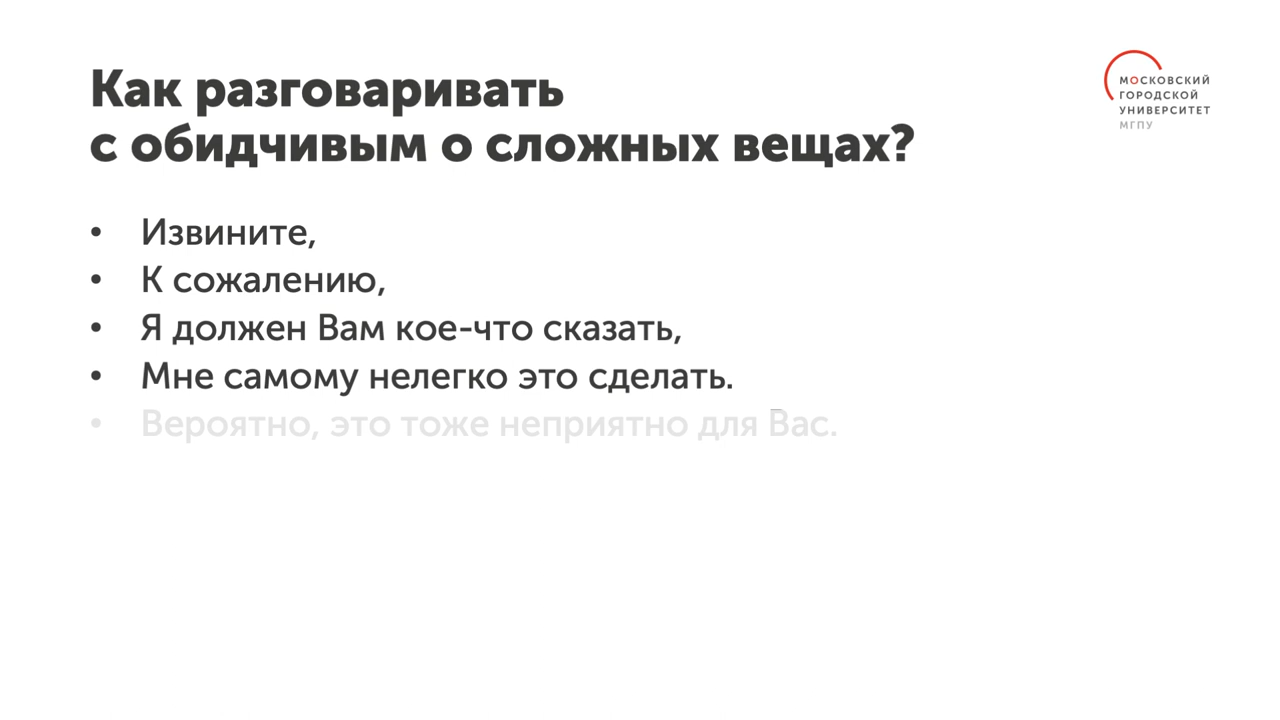 Как разговаривать
с обидчивым о сложных вещах?
МОСКОВСКИЙ
ГОРОДСКОЙ
УНИВЕРСИТЕТ
МГПУ
• Извините,
• К сожалению,
• Я должен Вам кое-что сказать,
• Мне самому нелегко это сделать.
• Вероятно, это тоже неприятно для Вас.